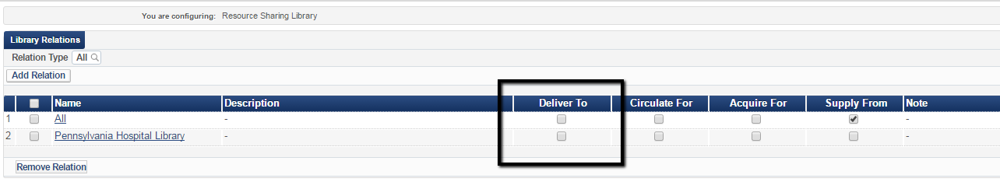 You are configuring: Resource Sharing Library
Library Relations
Relation Type All
Add Relation
Name Description Deliver To Circulate For Acquire For Supply From Note
1 All - -
2 Pennsylvania Hospital Library - -
Remove Relation